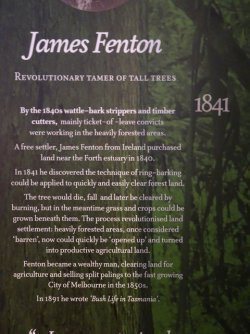 James Fenton
REVOLUTIONARY TAMER OF TALL TREES
1841
By the 1840s wattle-bark strippers and timber
cutters, mainly ticket-of -leave convicts
were working in the heavily forested areas.
A free settler, James Fenton from Ireland purchased
land near the Forth estuary in 1840.
In 1841 he discovered the technique of ring-barking
could be applied to quickly and easily clear forest land.
The tree would die, fall and later be cleared by
burning, but in the meantime grass and crops could be
grown beneath them. The process revolutionised land
settlement: heavily forested areas, once considered
'barren', now could quickly be 'opened up' and turned
into productive agricultural land.
Fenton became a wealthy man, clearing land for
agriculture and selling split palings to the fast growing
City of Melbourne in the 1850s.
In 1891 he wrote 'Bush Life in Tasmania'.